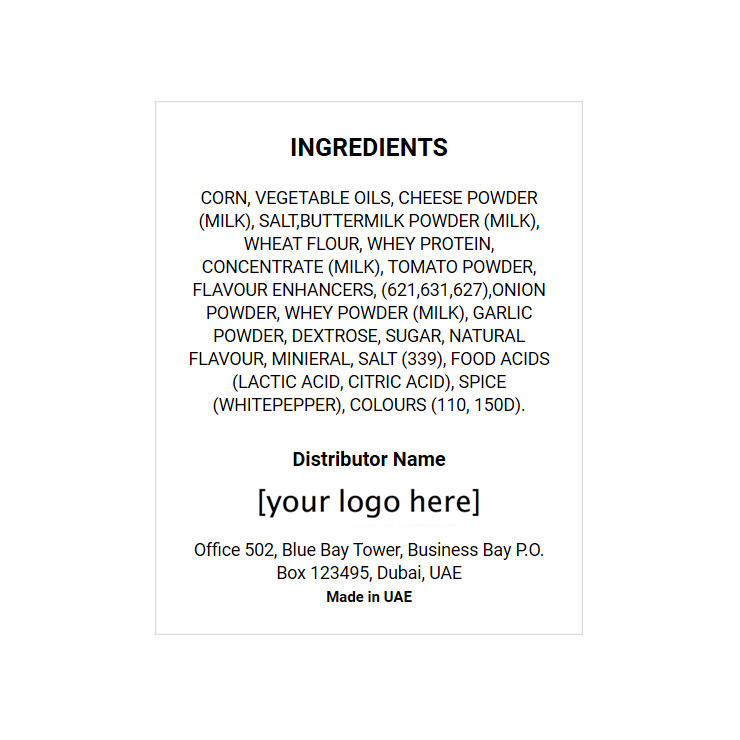 INGREDIENTS
CORN, VEGETABLE OILS, CHEESE POWDER
(MILK), SALT,BUTTERMILK POWDER (MILK),
WHEAT FLOUR, WHEY PROTEIN,
CONCENTRATE (MILK), TOMATO POWDER,
FLAVOUR ENHANCERS, (621,631,627),ONION
POWDER, WHEY POWDER (MILK), GARLIC
POWDER, DEXTROSE, SUGAR, NATURAL
FLAVOUR, MINIERAL, SALT (339), FOOD ACIDS
(LACTIC ACID, CITRIC ACID), SPICE
(WHITEPEPPER), COLOURS (110, 150D).
Distributor Name
[your logo here]
Office 502, Blue Bay Tower, Business Bay P.O.
Box 123495, Dubai, UAE
Made in UAE